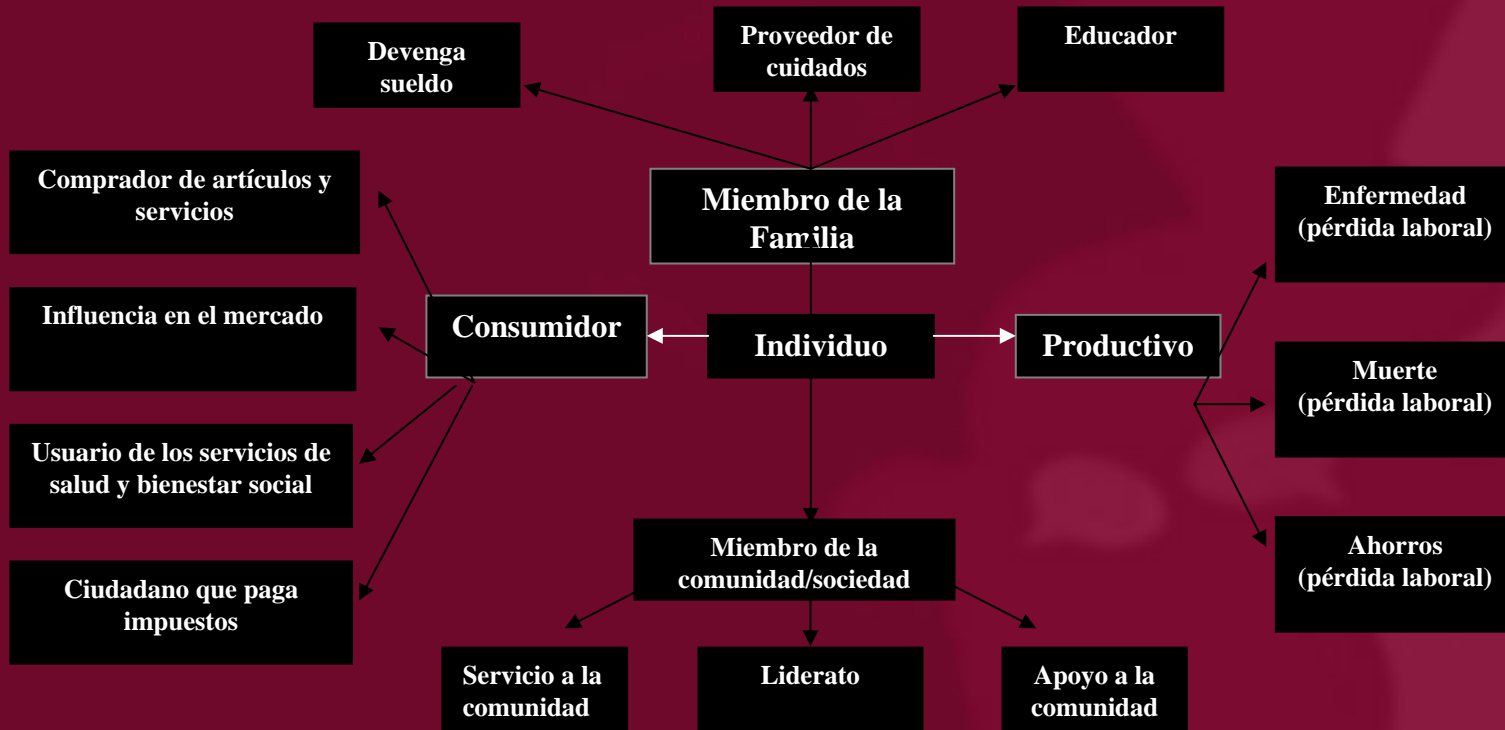 Devenga
sueldo
Proveedor de
cuidados
Educador
Comprador de artículos y
servicios
Miembro de la
Familia
Enfermedad
(pérdida laboral)
Influencia en el mercado
Consumidor
Individuo
Productivo
Muerte
(pérdida laboral)
Usuario de los servicios de
salud y bienestar social
Miembro de la
comunidad/sociedad
Ahorros
(pérdida laboral)
Ciudadano que paga
impuestos
Servicio a la
comunidad
Liderato
Apoyo a la
comunidad